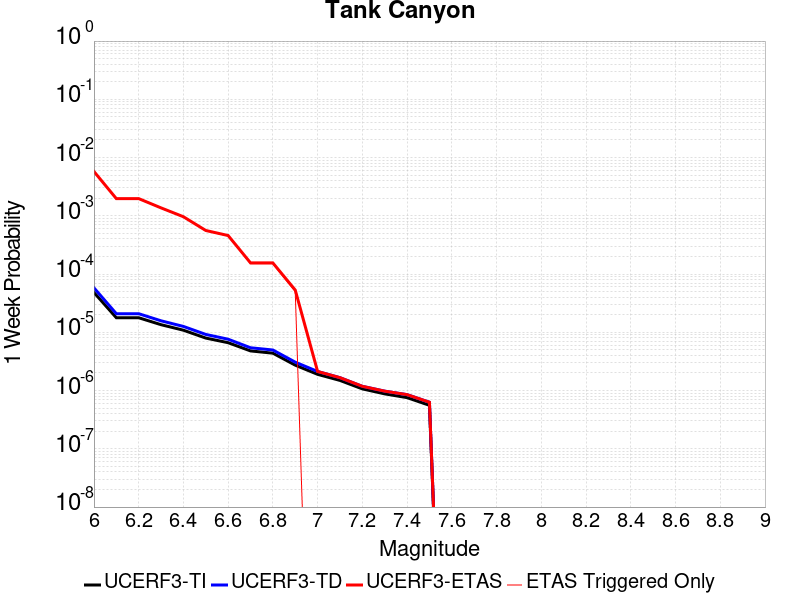 Tank Canyon
10^0
10^-1
10^-2
10^-3
10^-4
10^-5
10^-6
10^-7
10^-8
1 Week Probability
6 6.2 6.4 6.6 6.8 7 7.2 7.4 7.6 7.8 8 8.2 8.4 8.6 8.8 9
Magnitude
UCERF3-TI UCERF3-TD UCERF3-ETAS ETAS Triggered Only